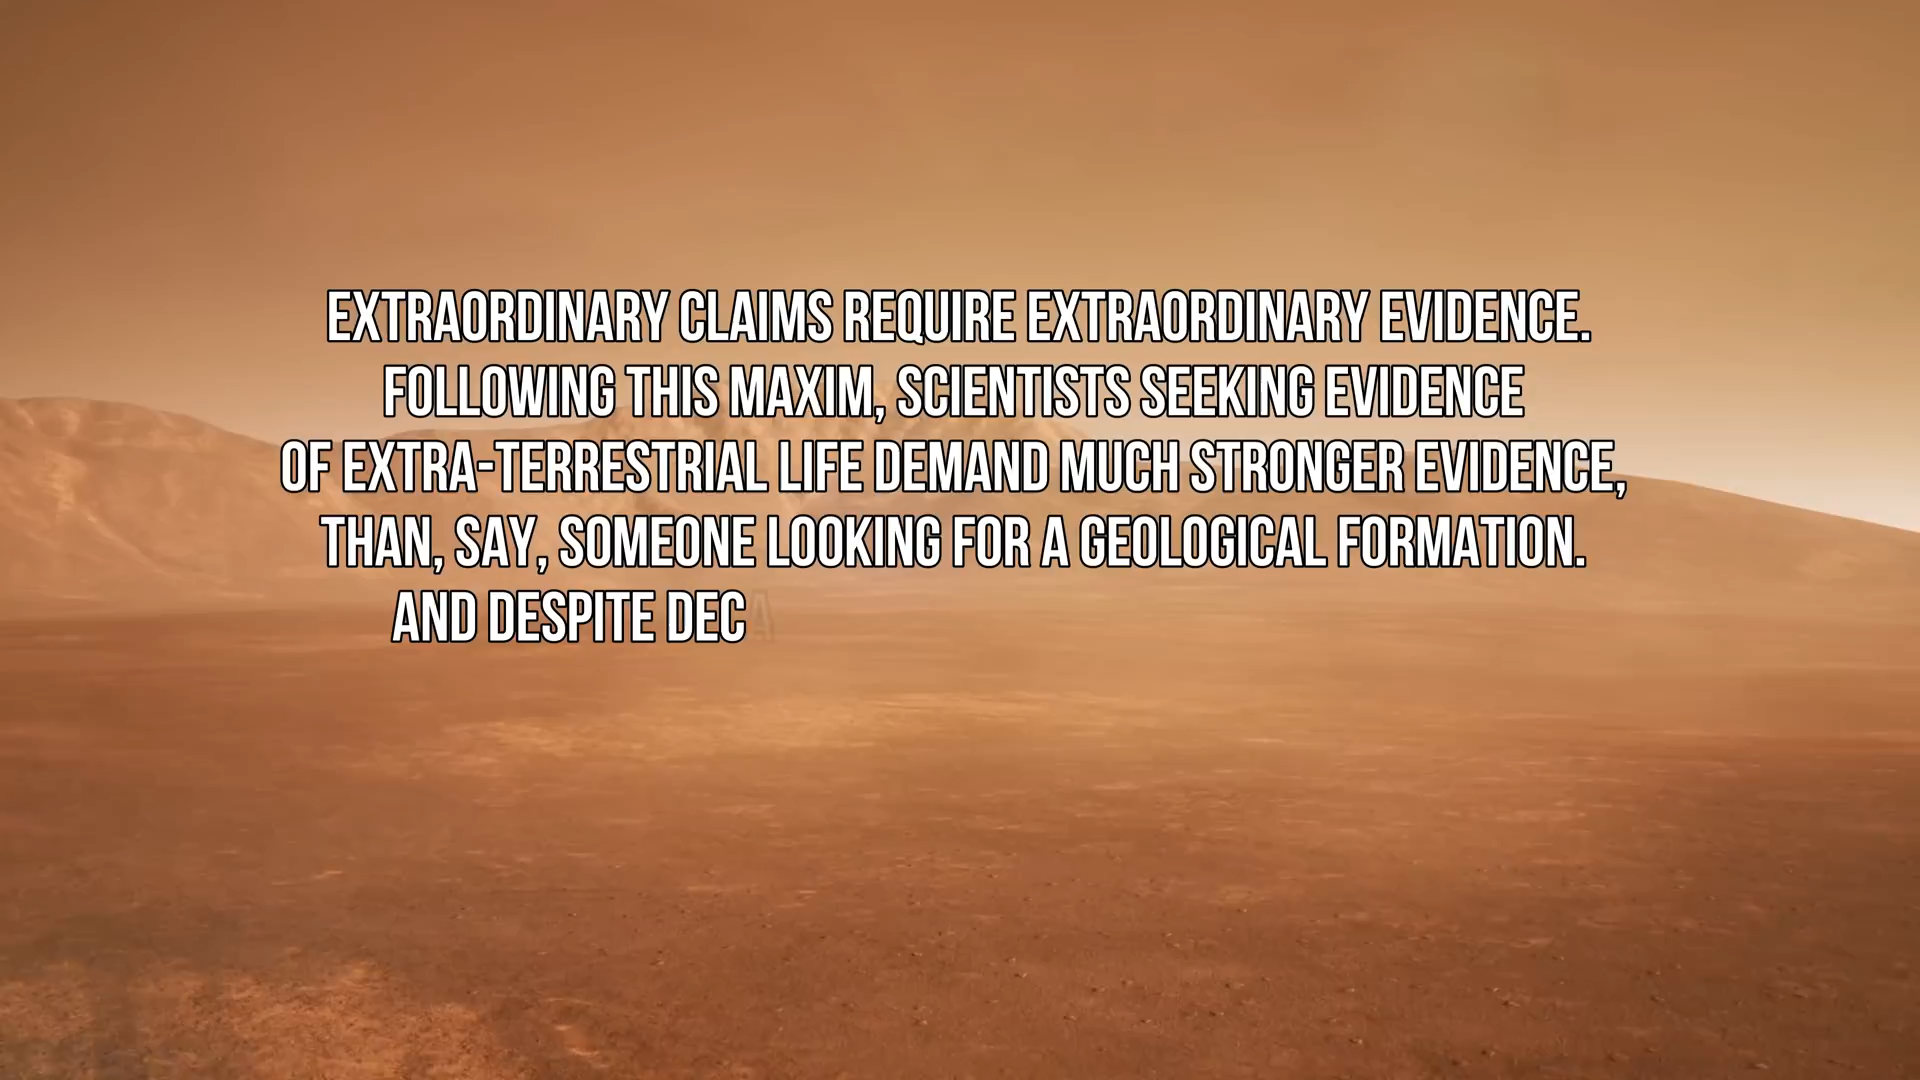 EXTRAORDINARY CLAIMS REQUIRE EXTRAORDINARY EVIDENCE.
FOLLOWING THIS MAXIM, SCIENTISTS SEEKING EVIDENCE
OF EXTRA-TERRESTRIAL LIFE DEMAND MUCH STRONGER EVIDENCE,
THAN, SAY, SOMEONE LOOKING FOR A GEOLOGICAL FORMATION.
AND DESPITE DECA